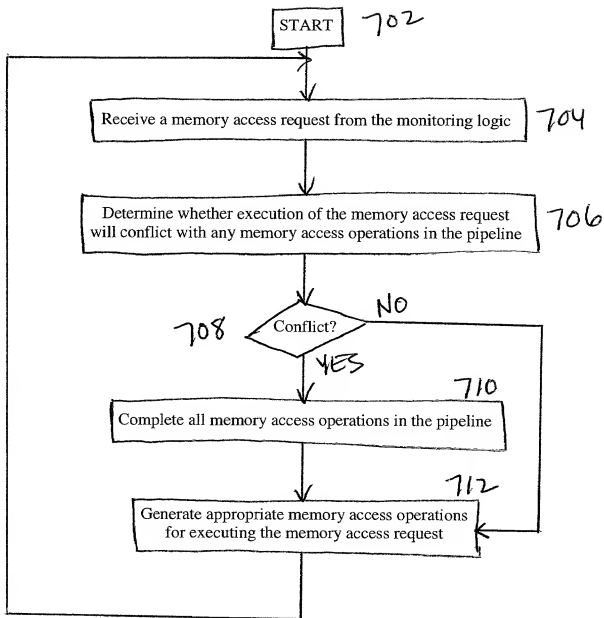 START 702
Receive a memory access request from the monitoring logic 704
Determine whether execution of the memory access request
will conflict with any memory access operations in the pipeline 706
NO
708 Conflict?
YES
710
Complete all memory access operations in the pipeline
712
Generate appropriate memory access operations
for executing the memory access request